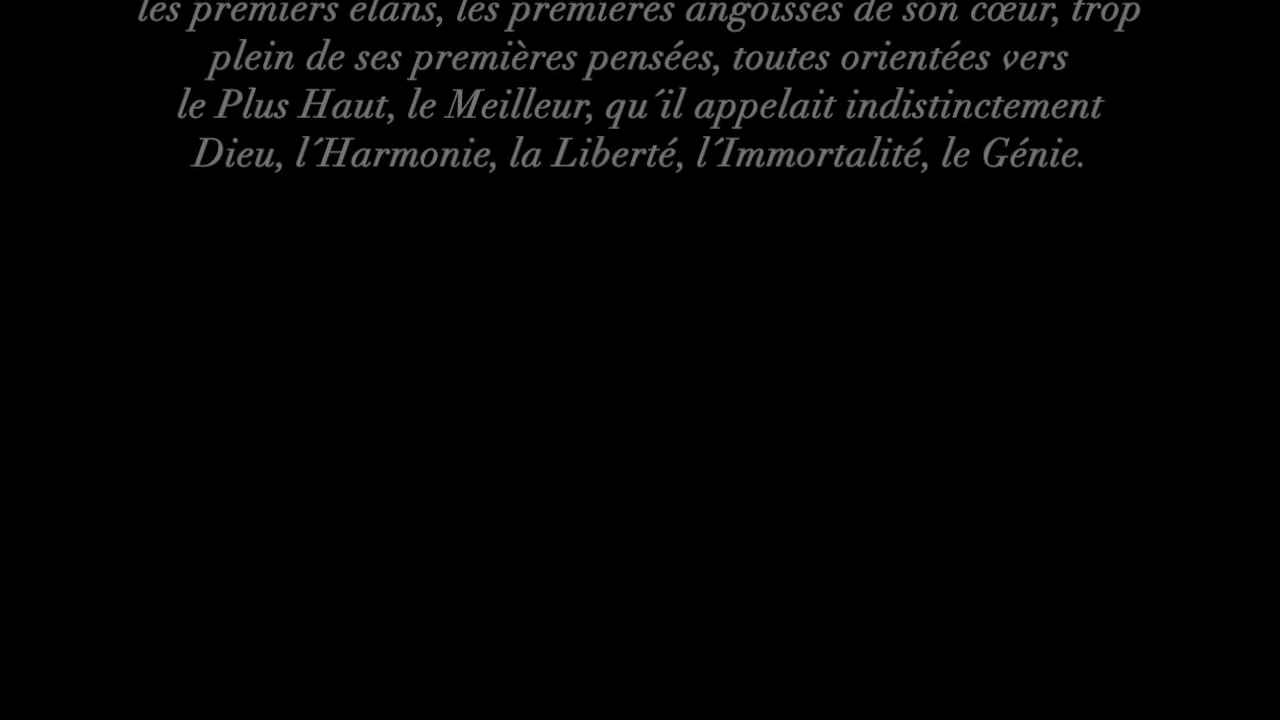 les premiers élans, les premières angoisses de son cœur, trop
plein de ses premières pensées, toutes orientées vers
le Plus Haut, le Meilleur, qu´il appelait indistinctement
Dieu, l´Harmonie, la Liberté, l´Immortalité, le Génie.